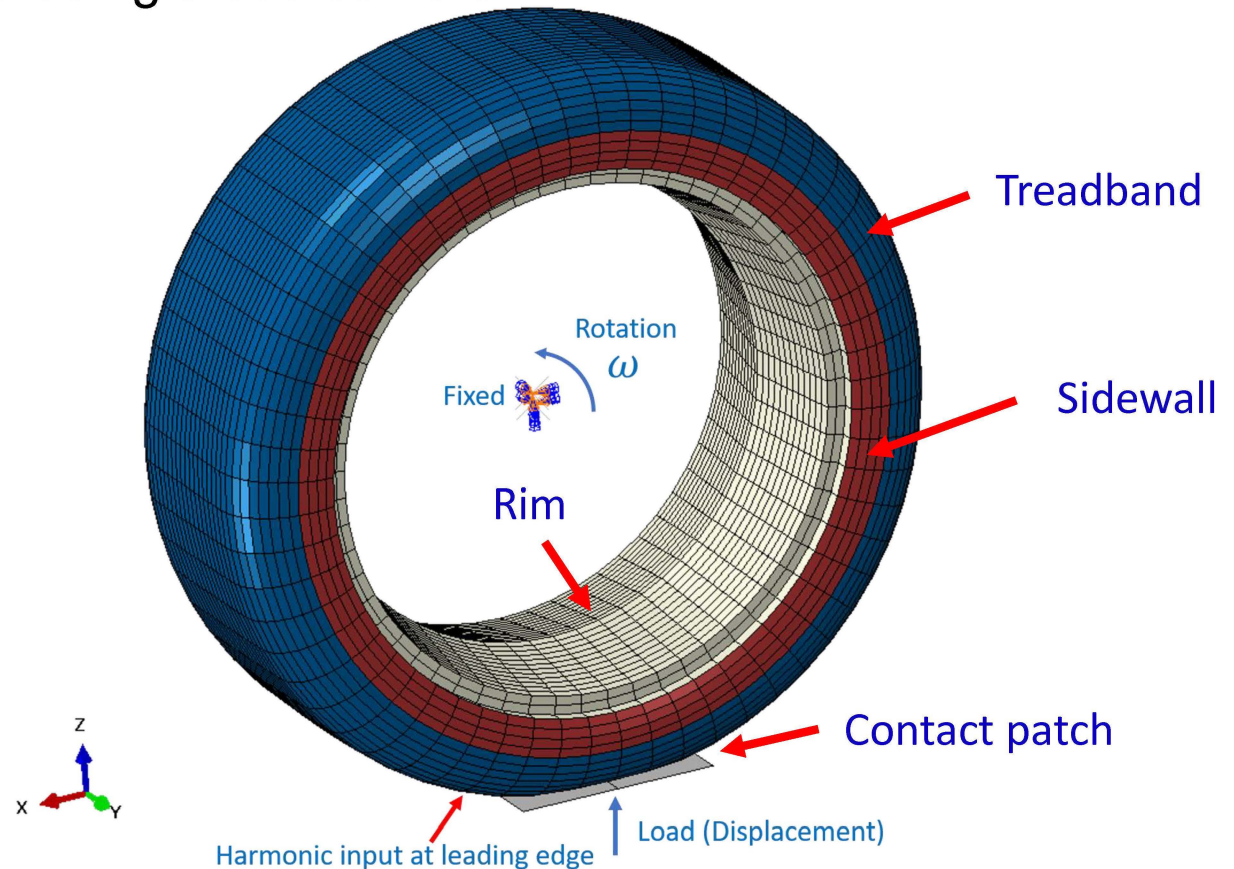 Treadband
Rotation
ω
Fixed
Sidewall
Rim
Contact patch
Z
X
Y
Load (Displacement)
Harmonic input at leading edge